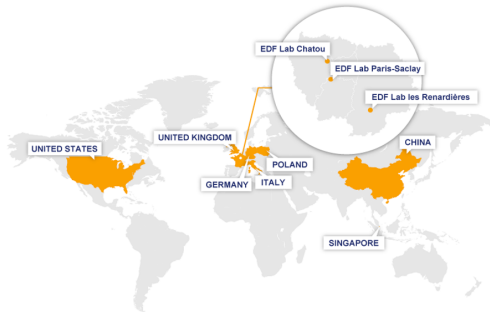 EDF Lab Chatou
EDF Lab Paris-Saclay
EDF Lab les Renardières
UNITED STATES
UNITED KINGDOM
CHINA
POLAND
GERMANY
ITALY
SINGAPORE